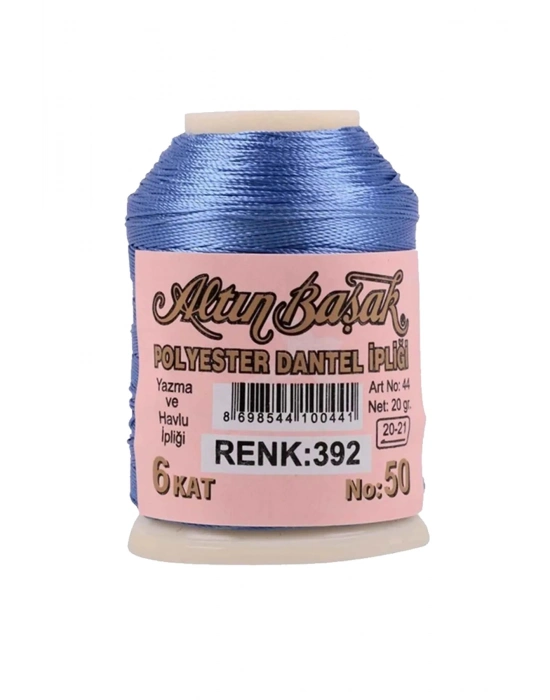 Altın Başak
POLYESTER DANTEL İPLİĞİ
Yazma
ve
Havlu
İpliği
8 698544 100441
Art No: 44
Net: 20 gr.
20-21
RENK:392
6 KAT
No:50